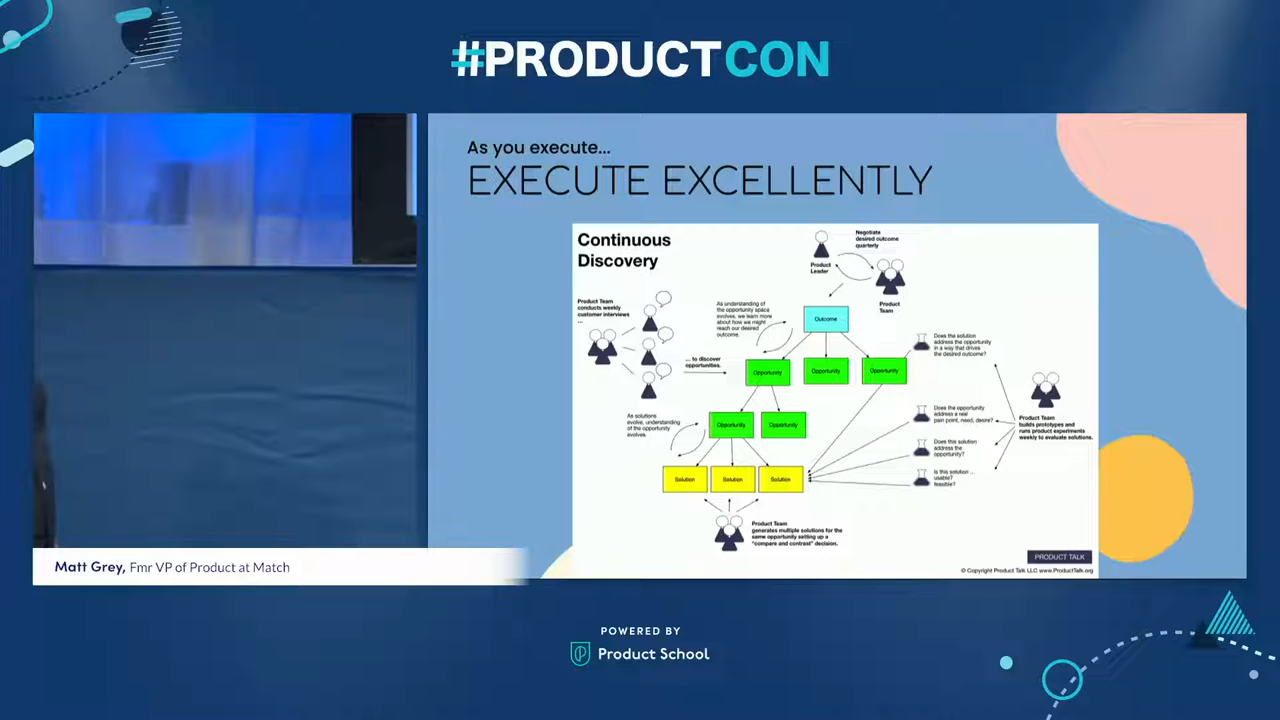 #PRODUCTCON
As you execute...
EXECUTE EXCELLENTLY
Continuous
Discovery
Negotiate
desired outcome
quarterly
Product
Leader
Product
Team
Product Team
conducts weekly
customer interviews
...
As understanding of
the opportunity space
evolves, we learn more
about how we might
reach our desired
outcome.
Outcome
... to discover
opportunities.
Opportunity
Opportunity
Opportunity
Does the solution
address the opportunity
in a way that drives
the desired outcome?
As solutions
evolve, understanding
of the opportunity
evolves.
Opportunity
Opportunity
Does the opportunity
address a real
pain point, need, desire?
Does this solution
address the
opportunity?
Is this solution ...
usable?
feasible?
Product Team
builds prototypes and
runs product experiments
weekly to evaluate solutions.
Solution
Solution
Solution
Product Team
generates multiple solutions for the
same opportunity setting up a
"compare and contrast" decision.
PRODUCT TALK
© Copyright Product Talk LLC www.ProductTalk.org
Matt Grey, Fmr VP of Product at Match
POWERED BY
Product School